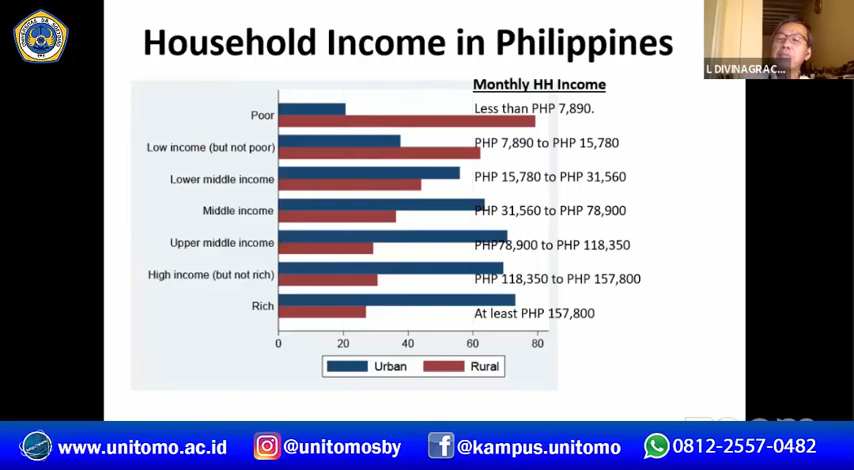 Household Income in Philippines
L DIVINAGRAC...
Monthly HH Income
Poor
Less than PHP 7,890.
Low income (but not poor)
PHP 7,890 to PHP 15,780
Lower middle income
PHP 15,780 to PHP 31,560
Middle income
PHP 31,560 to PHP 78,900
Upper middle income
PHP78,900 to PHP 118,350
High income (but not rich)
PHP 118,350 to PHP 157,800
Rich
At least PHP 157,800
0 20 40 60 80
Urban Rural
www.unitomo.ac.id @unitomosby @kampus.unitomo 0812-2557-0482